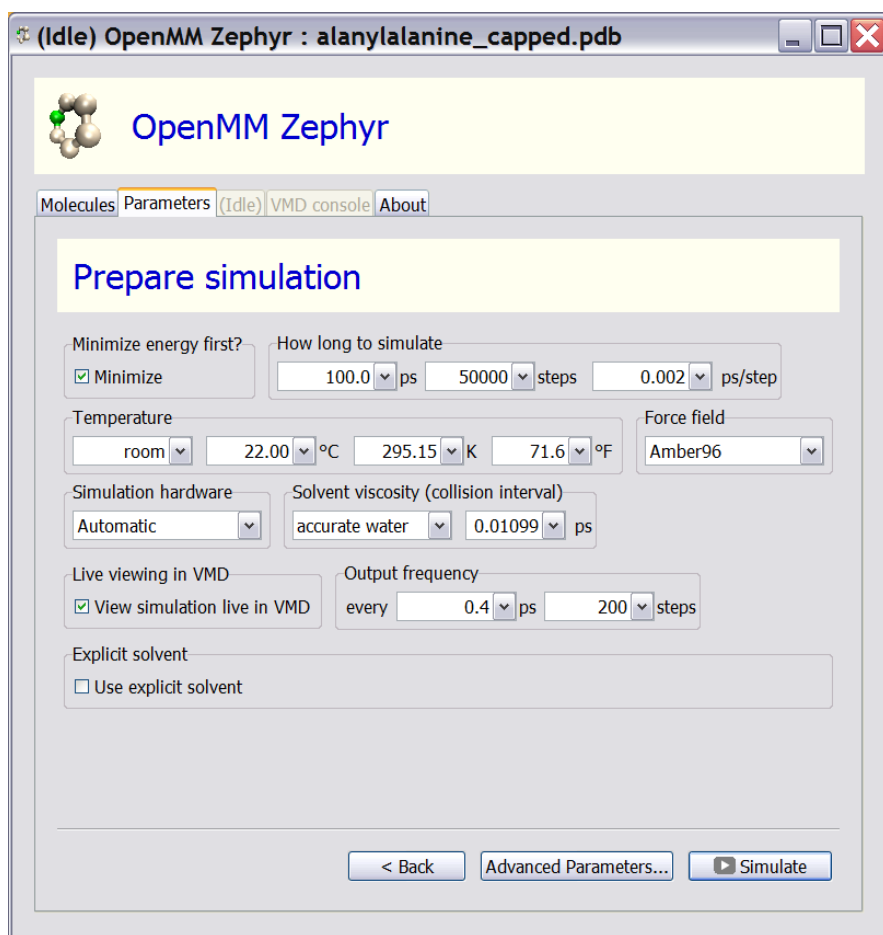 (Idle) OpenMM Zephyr : alanylalanine_capped.pdb
OpenMM Zephyr
Molecules Parameters (Idle) VMD console About
Prepare simulation
Minimize energy first? How long to simulate
Minimize 100.0 ps 50000 steps 0.002 ps/step
Temperature Force field
room 22.00 ºC 295.15 K 71.6 ºF Amber96
Simulation hardware Solvent viscosity (collision interval)
Automatic accurate water 0.01099 ps
Live viewing in VMD Output frequency
View simulation live in VMD every 0.4 ps 200 steps
Explicit solvent
Use explicit solvent
< Back Advanced Parameters... Simulate